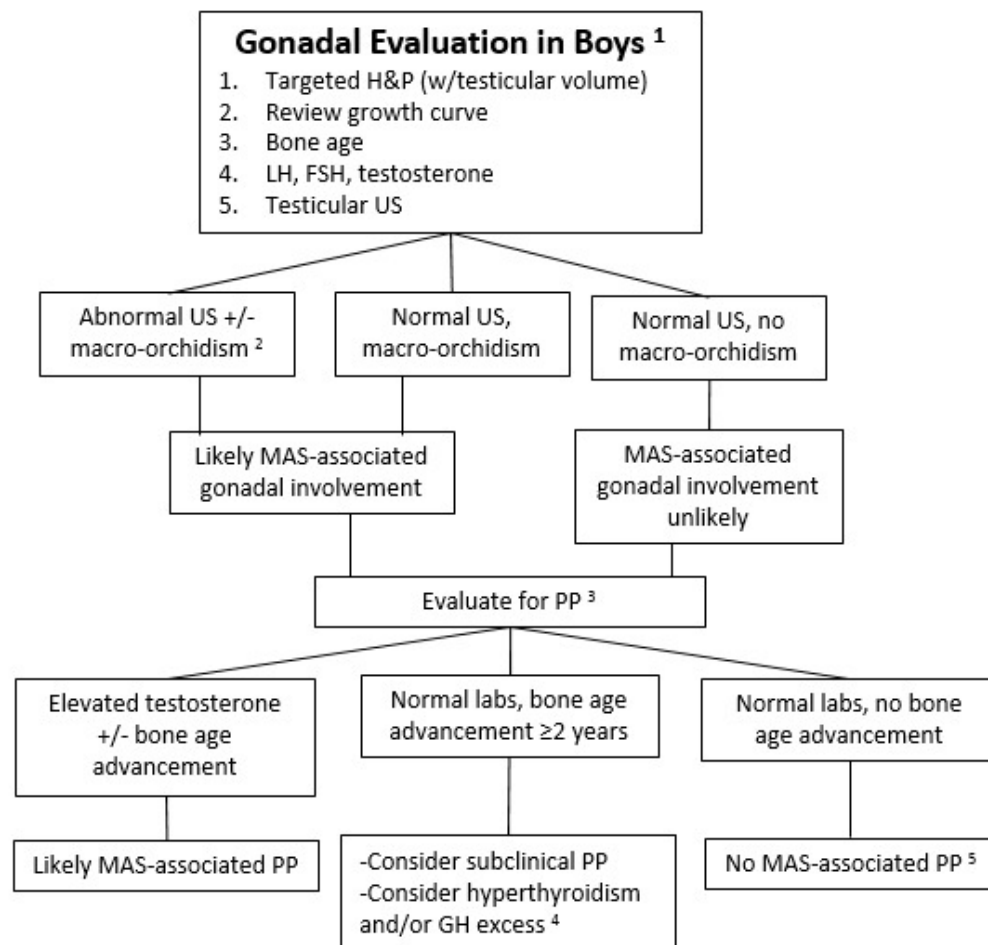 Gonadal Evaluation in Boys ¹
1. Targeted H&P (w/testicular volume)
2. Review growth curve
3. Bone age
4. LH, FSH, testosterone
5. Testicular US
Abnormal US +/-
macro-orchidism ²
Normal US,
macro-orchidism
Normal US, no
macro-orchidism
Likely MAS-associated
gonadal involvement
MAS-associated
gonadal involvement
unlikely
Evaluate for PP ³
Elevated testosterone
+/- bone age
advancement
Normal labs, bone age
advancement ≥2 years
Normal labs, no bone
age advancement
Likely MAS-associated PP
-Consider subclinical PP
-Consider hyperthyroidism
and/or GH excess ⁴
No MAS-associated PP ⁵